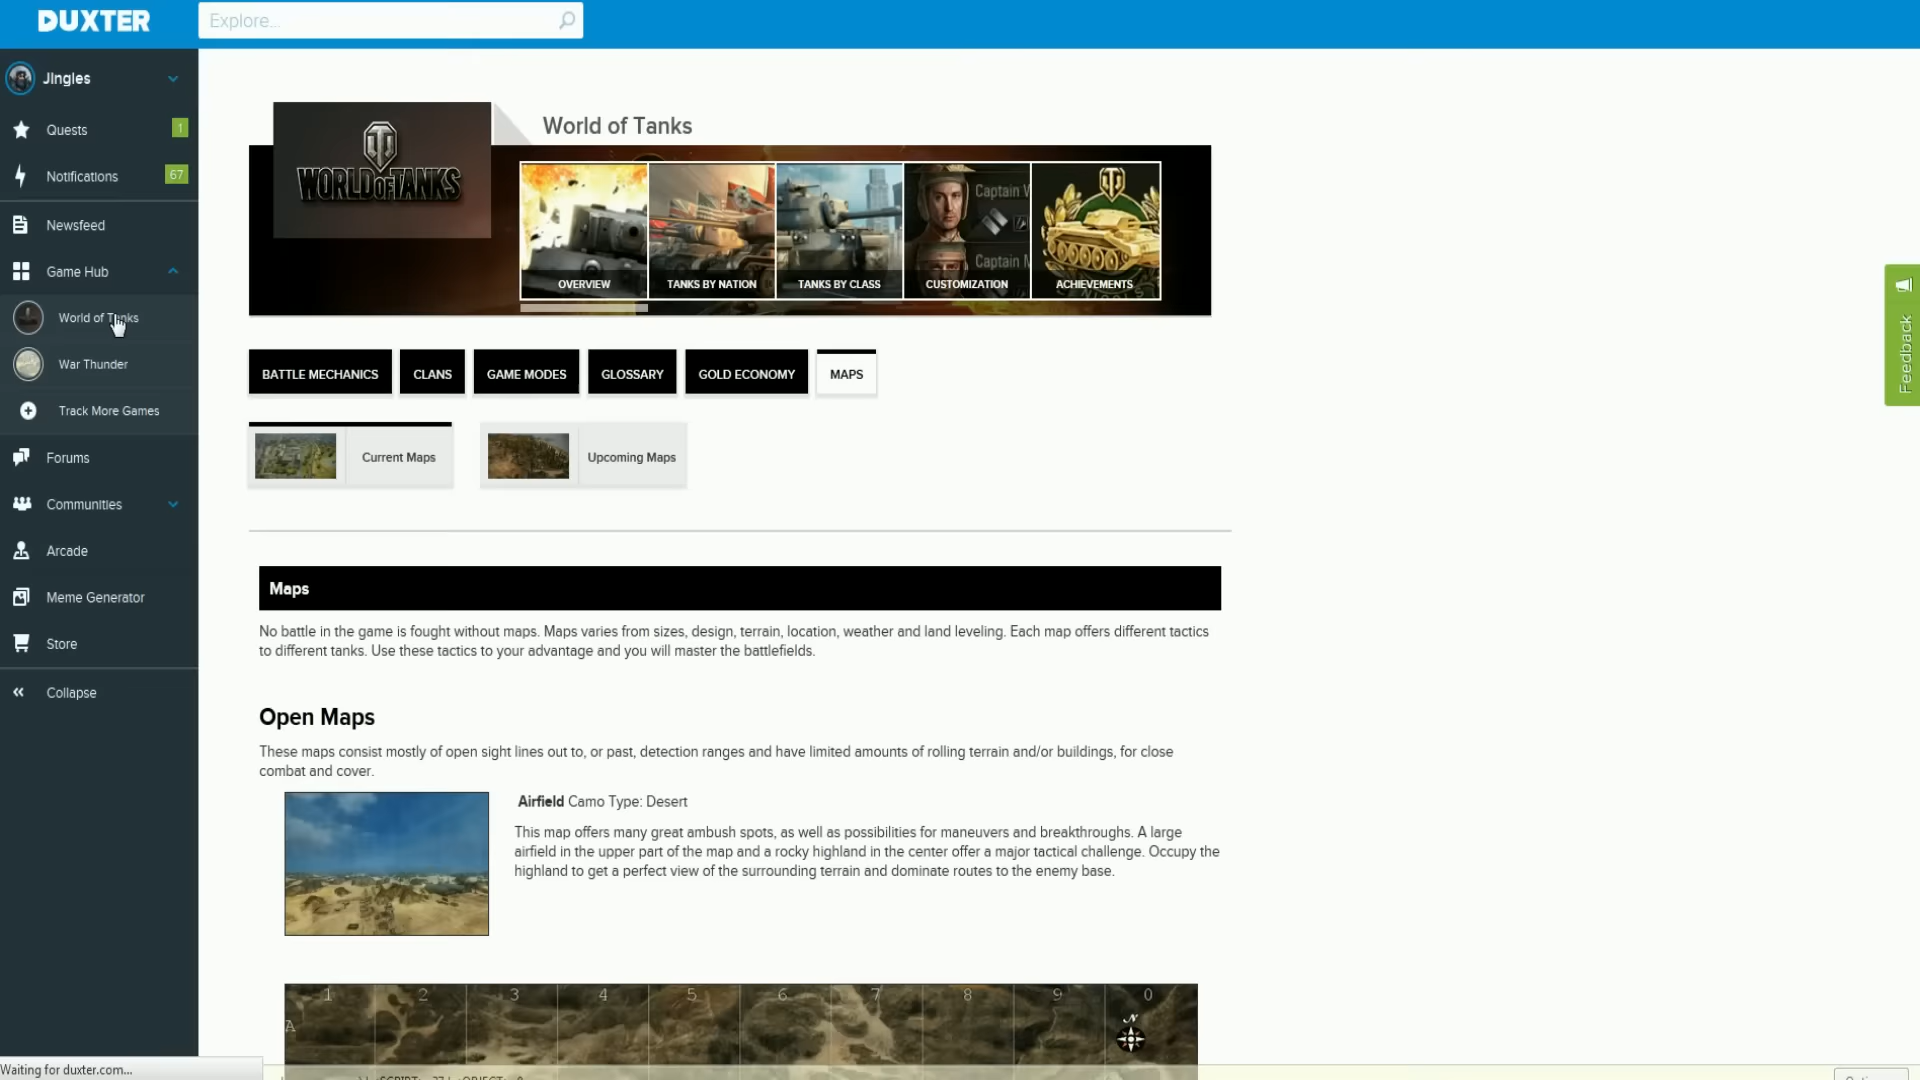 DUXTER
Explore...
JIngles
Quests
1
Notifications
67
Newsfeed
Game Hub
World of Tanks
War Thunder
Track More Games
Forums
Communities
Arcade
Meme Generator
Store
Collapse
World of Tanks
WORLD OF TANKS
Captain
Captain
OVERVIEW
TANKS BY NATION
TANKS BY CLASS
CUSTOMIZATION
ACHIEVEMENTS
BATTLE MECHANICS
CLANS
GAME MODES
GLOSSARY
GOLD ECONOMY
MAPS
Current Maps
Upcoming Maps
Maps
No battle in the game is fought without maps. Maps varies from sizes, design, terrain, location, weather and land leveling. Each map offers different tactics
to different tanks. Use these tactics to your advantage and you will master the battlefields.
Open Maps
These maps consist mostly of open sight lines out to, or past, detection ranges and have limited amounts of rolling terrain and/or buildings, for close
combat and cover.
Airfield Camo Type: Desert
This map offers many great ambush spots, as well as possibilities for maneuvers and breakthroughs. A large
airfield in the upper part of the map and a rocky highland in the center offer a major tactical challenge. Occupy the
highland to get a perfect view of the surrounding terrain and dominate routes to the enemy base.
1 2 3 4 5 6 7 8 9 0
A
N
Feedback
Waiting for duxter.com...